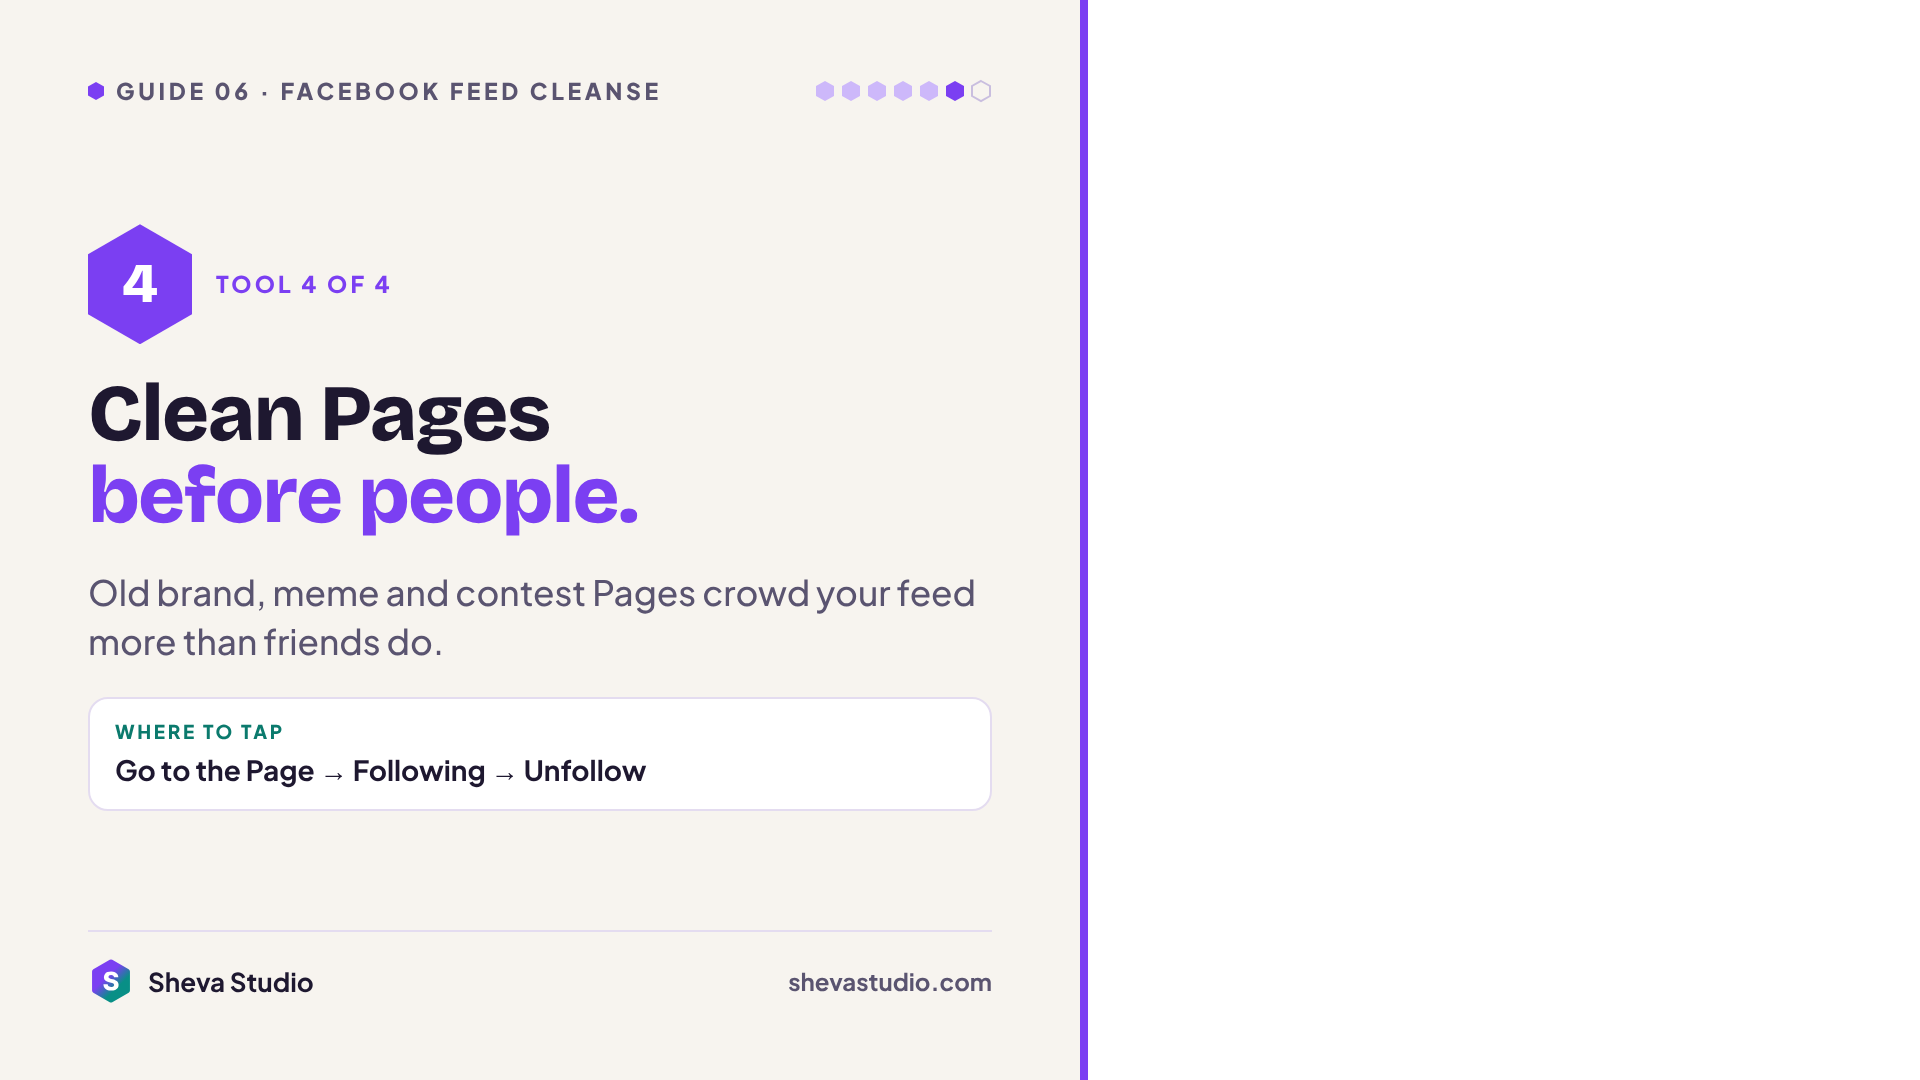 GUIDE 06 · FACEBOOK FEED CLEANSE
4
TOOL 4 OF 4
Clean Pages
before people.
Old brand, meme and contest Pages crowd your feed
more than friends do.
WHERE TO TAP
Go to the Page → Following → Unfollow
S Sheva Studio
shevastudio.com